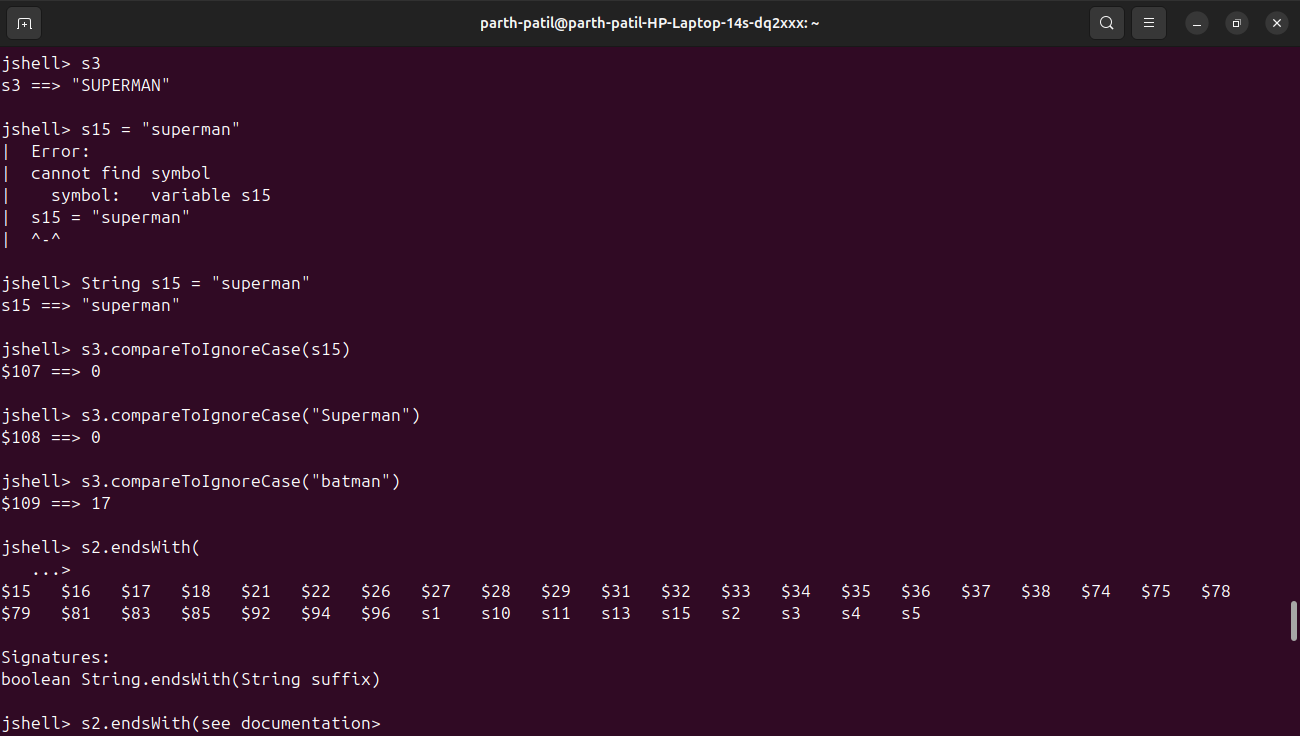 parth-patil@parth-patil-HP-Laptop-14s-dq2xxx: ~
jshell> s3
s3 ==> "SUPERMAN"
jshell> s15 = "superman"
|  Error:
|  cannot find symbol
|    symbol:   variable s15
|  s15 = "superman"
|  ^-^
jshell> String s15 = "superman"
s15 ==> "superman"
jshell> s3.compareToIgnoreCase(s15)
$107 ==> 0
jshell> s3.compareToIgnoreCase("Superman")
$108 ==> 0
jshell> s3.compareToIgnoreCase("batman")
$109 ==> 17
jshell> s2.endsWith(
   ...>
$15   $16   $17   $18   $21   $22   $26   $27   $28   $29   $31   $32   $33   $34   $35   $36   $37   $38   $74   $75   $78
$79   $81   $83   $85   $92   $94   $96   s1    s10   s11   s13   s15   s2    s3    s4    s5
Signatures:
boolean String.endsWith(String suffix)
jshell> s2.endsWith(see documentation>